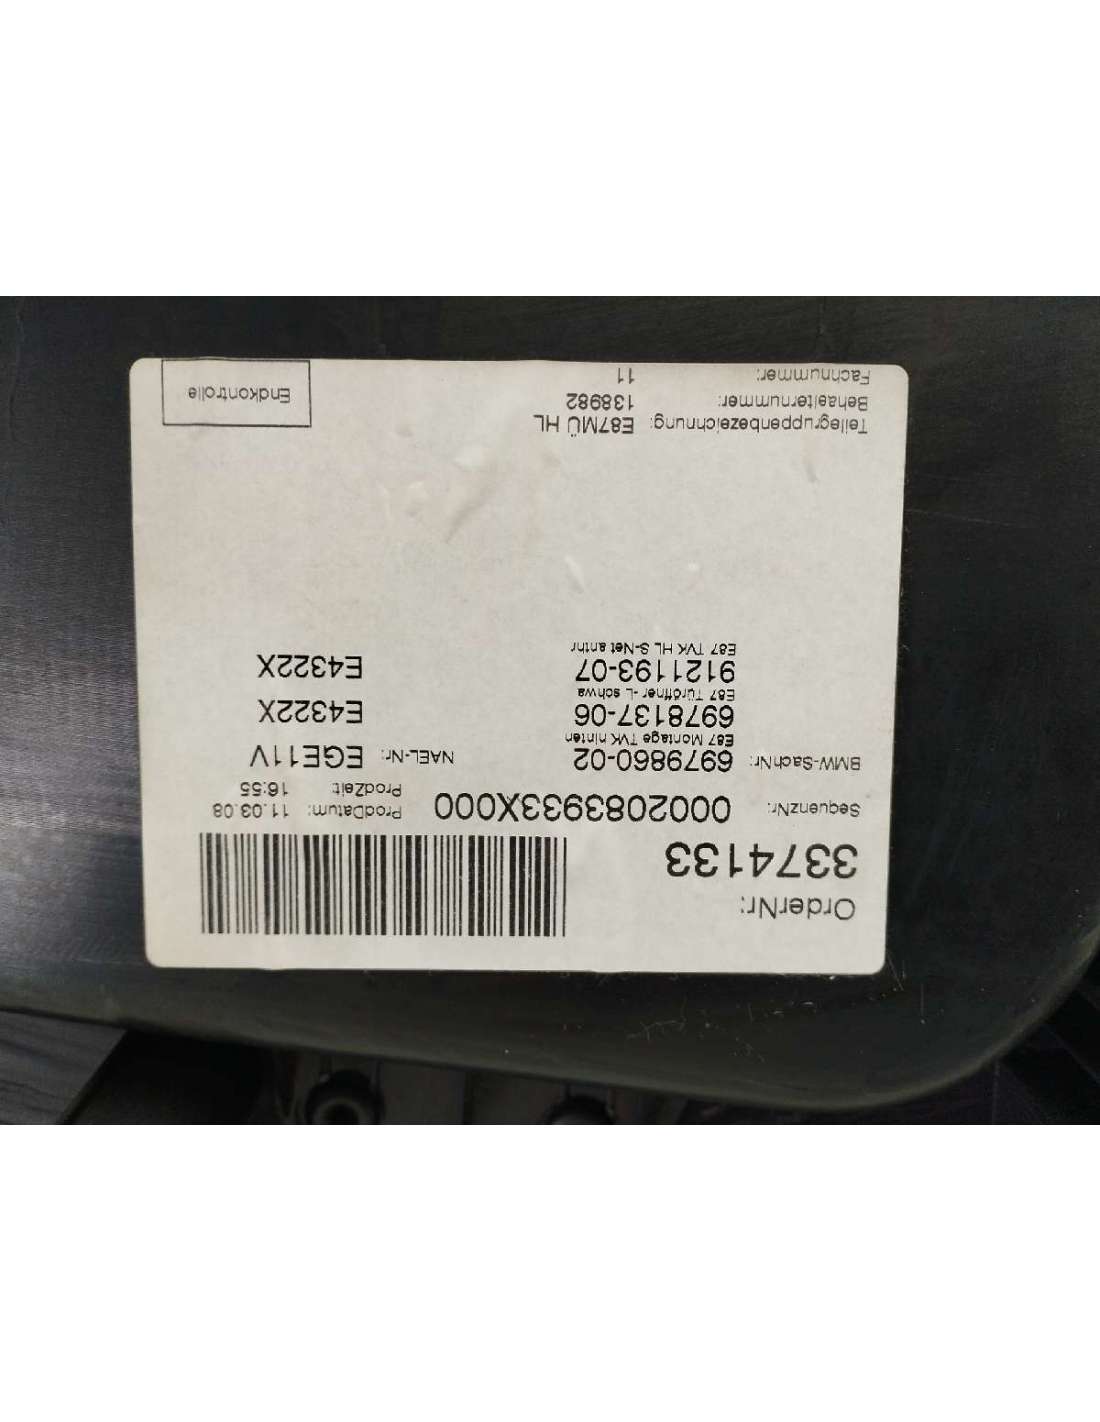 OrderNr:
3374133
SequenzNr: 0002083933X000 ProdDatum: 11.03.08
ProdZeit: 16:55
BMW-SachNr: 6979860-02 NAEL-Nr: EGE11V
E87 Montage TVK hinten
6978137-06 E4322X
E87 Türöffner -L schwa
9121193-07 E4322X
E87 TVK HL S-Net anthr
Teilegruppenbezeichnung: E87MÜ HL
Behaelternummer: 138982
Fachnummer: 11
Endkontrolle